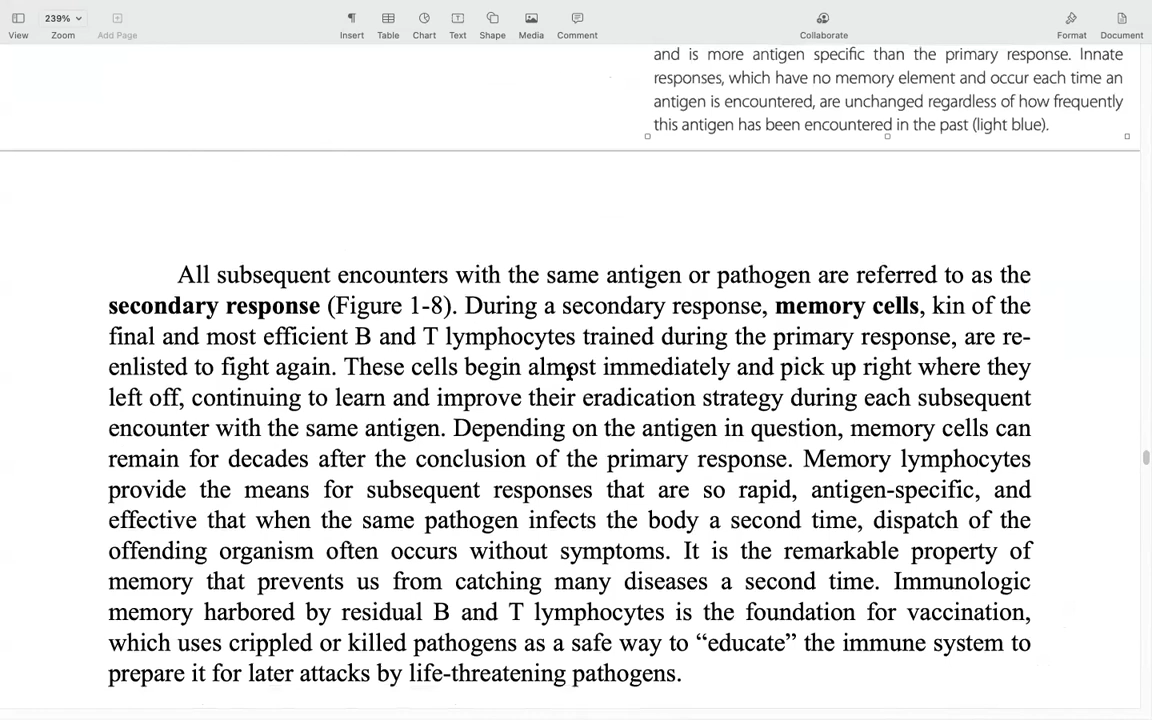 239%
View
Zoom
Add Page
Insert
Table
Chart
Text
Shape
Media
Comment
Collaborate
Format
Document
and is more antigen specific than the primary response. Innate
responses, which have no memory element and occur each time an
antigen is encountered, are unchanged regardless of how frequently
this antigen has been encountered in the past (light blue).
All subsequent encounters with the same antigen or pathogen are referred to as the
secondary response (Figure 1-8). During a secondary response, memory cells, kin of the
final and most efficient B and T lymphocytes trained during the primary response, are re-
enlisted to fight again. These cells begin almost immediately and pick up right where they
left off, continuing to learn and improve their eradication strategy during each subsequent
encounter with the same antigen. Depending on the antigen in question, memory cells can
remain for decades after the conclusion of the primary response. Memory lymphocytes
provide the means for subsequent responses that are so rapid, antigen-specific, and
effective that when the same pathogen infects the body a second time, dispatch of the
offending organism often occurs without symptoms. It is the remarkable property of
memory that prevents us from catching many diseases a second time. Immunologic
memory harbored by residual B and T lymphocytes is the foundation for vaccination,
which uses crippled or killed pathogens as a safe way to “educate” the immune system to
prepare it for later attacks by life-threatening pathogens.